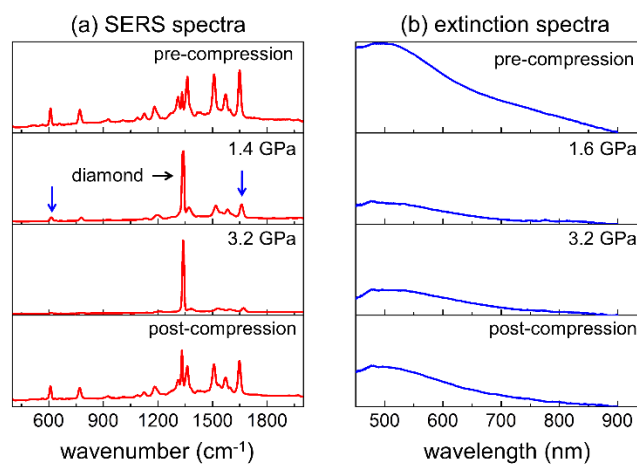 (a) SERS spectra
(b) extinction spectra
pre-compression
pre-compression
1.4 GPa
1.6 GPa
diamond →
3.2 GPa
3.2 GPa
post-compression
post-compression
600 900 1200 1500 1800
500 600 700 800 900
wavenumber (cm⁻¹)
wavelength (nm)